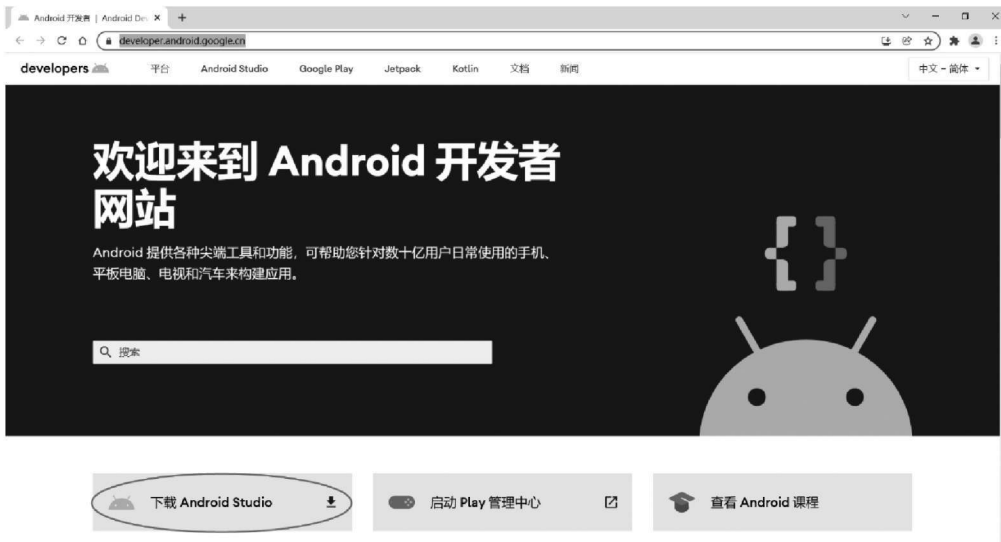 Android 开发者 | Android De
developer.android.google.cn
developers 平台 Android Studio Google Play Jetpack Kotlin 文档 新闻 中文 – 简体
欢迎来到 Android 开发者
网站
Android 提供各种尖端工具和功能，可帮助您针对数十亿用户日常使用的手机、
平板电脑、电视和汽车来构建应用。
搜索
下载 Android Studio 启动 Play 管理中心 查看 Android 课程